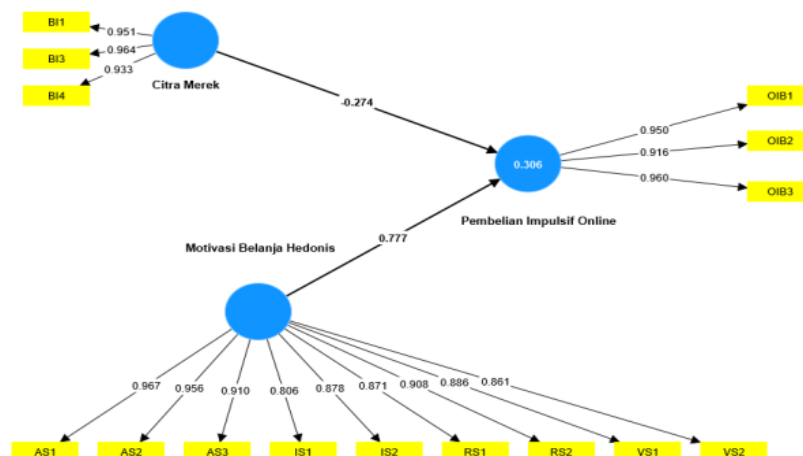 BI1
0.951
BI3
0.964
0.933
BI4
Citra Merek
-0.274
OIB1
0.950
OIB2
0.916
0.306
0.960
OIB3
Pembelian Impulsif Online
Motivasi Belanja Hedonis
0.777
0.967
0.956
0.910
0.806
0.878
0.871
0.908
0.886
0.861
AS1 AS2 AS3 IS1 IS2 RS1 RS2 VS1 VS2